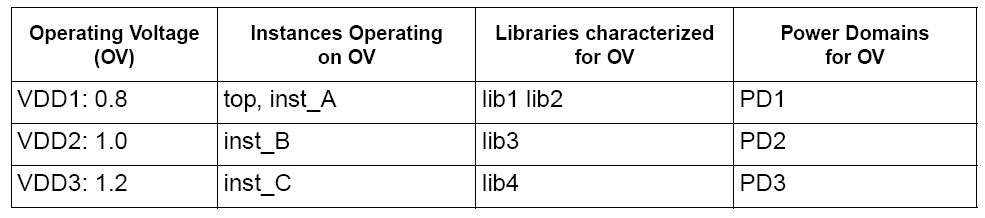 Operating Voltage (OV) Instances Operating on OV Libraries characterized for OV Power Domains for OV
VDD1: 0.8 top, inst_A lib1 lib2 PD1
VDD2: 1.0 inst_B lib3 PD2
VDD3: 1.2 inst_C lib4 PD3